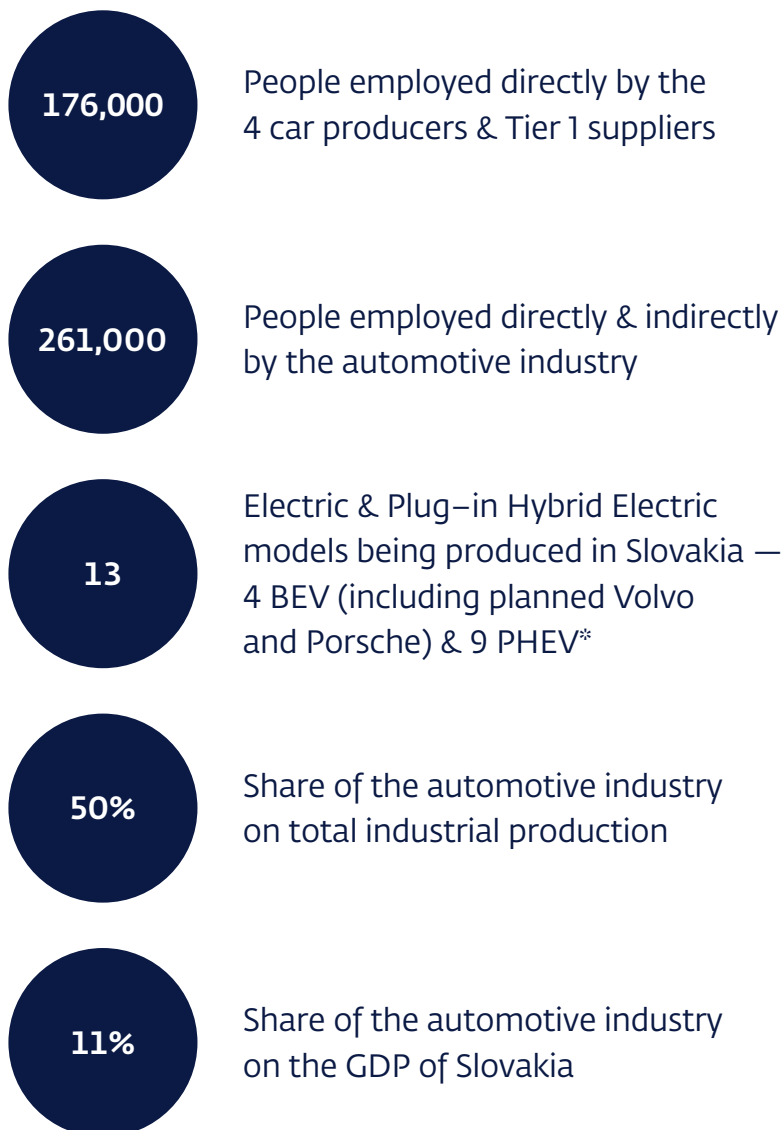 176,000
People employed directly by the
4 car producers & Tier 1 suppliers
261,000
People employed directly & indirectly
by the automotive industry
13
Electric & Plug–in Hybrid Electric
models being produced in Slovakia —
4 BEV (including planned Volvo
and Porsche) & 9 PHEV*
50%
Share of the automotive industry
on total industrial production
11%
Share of the automotive industry
on the GDP of Slovakia